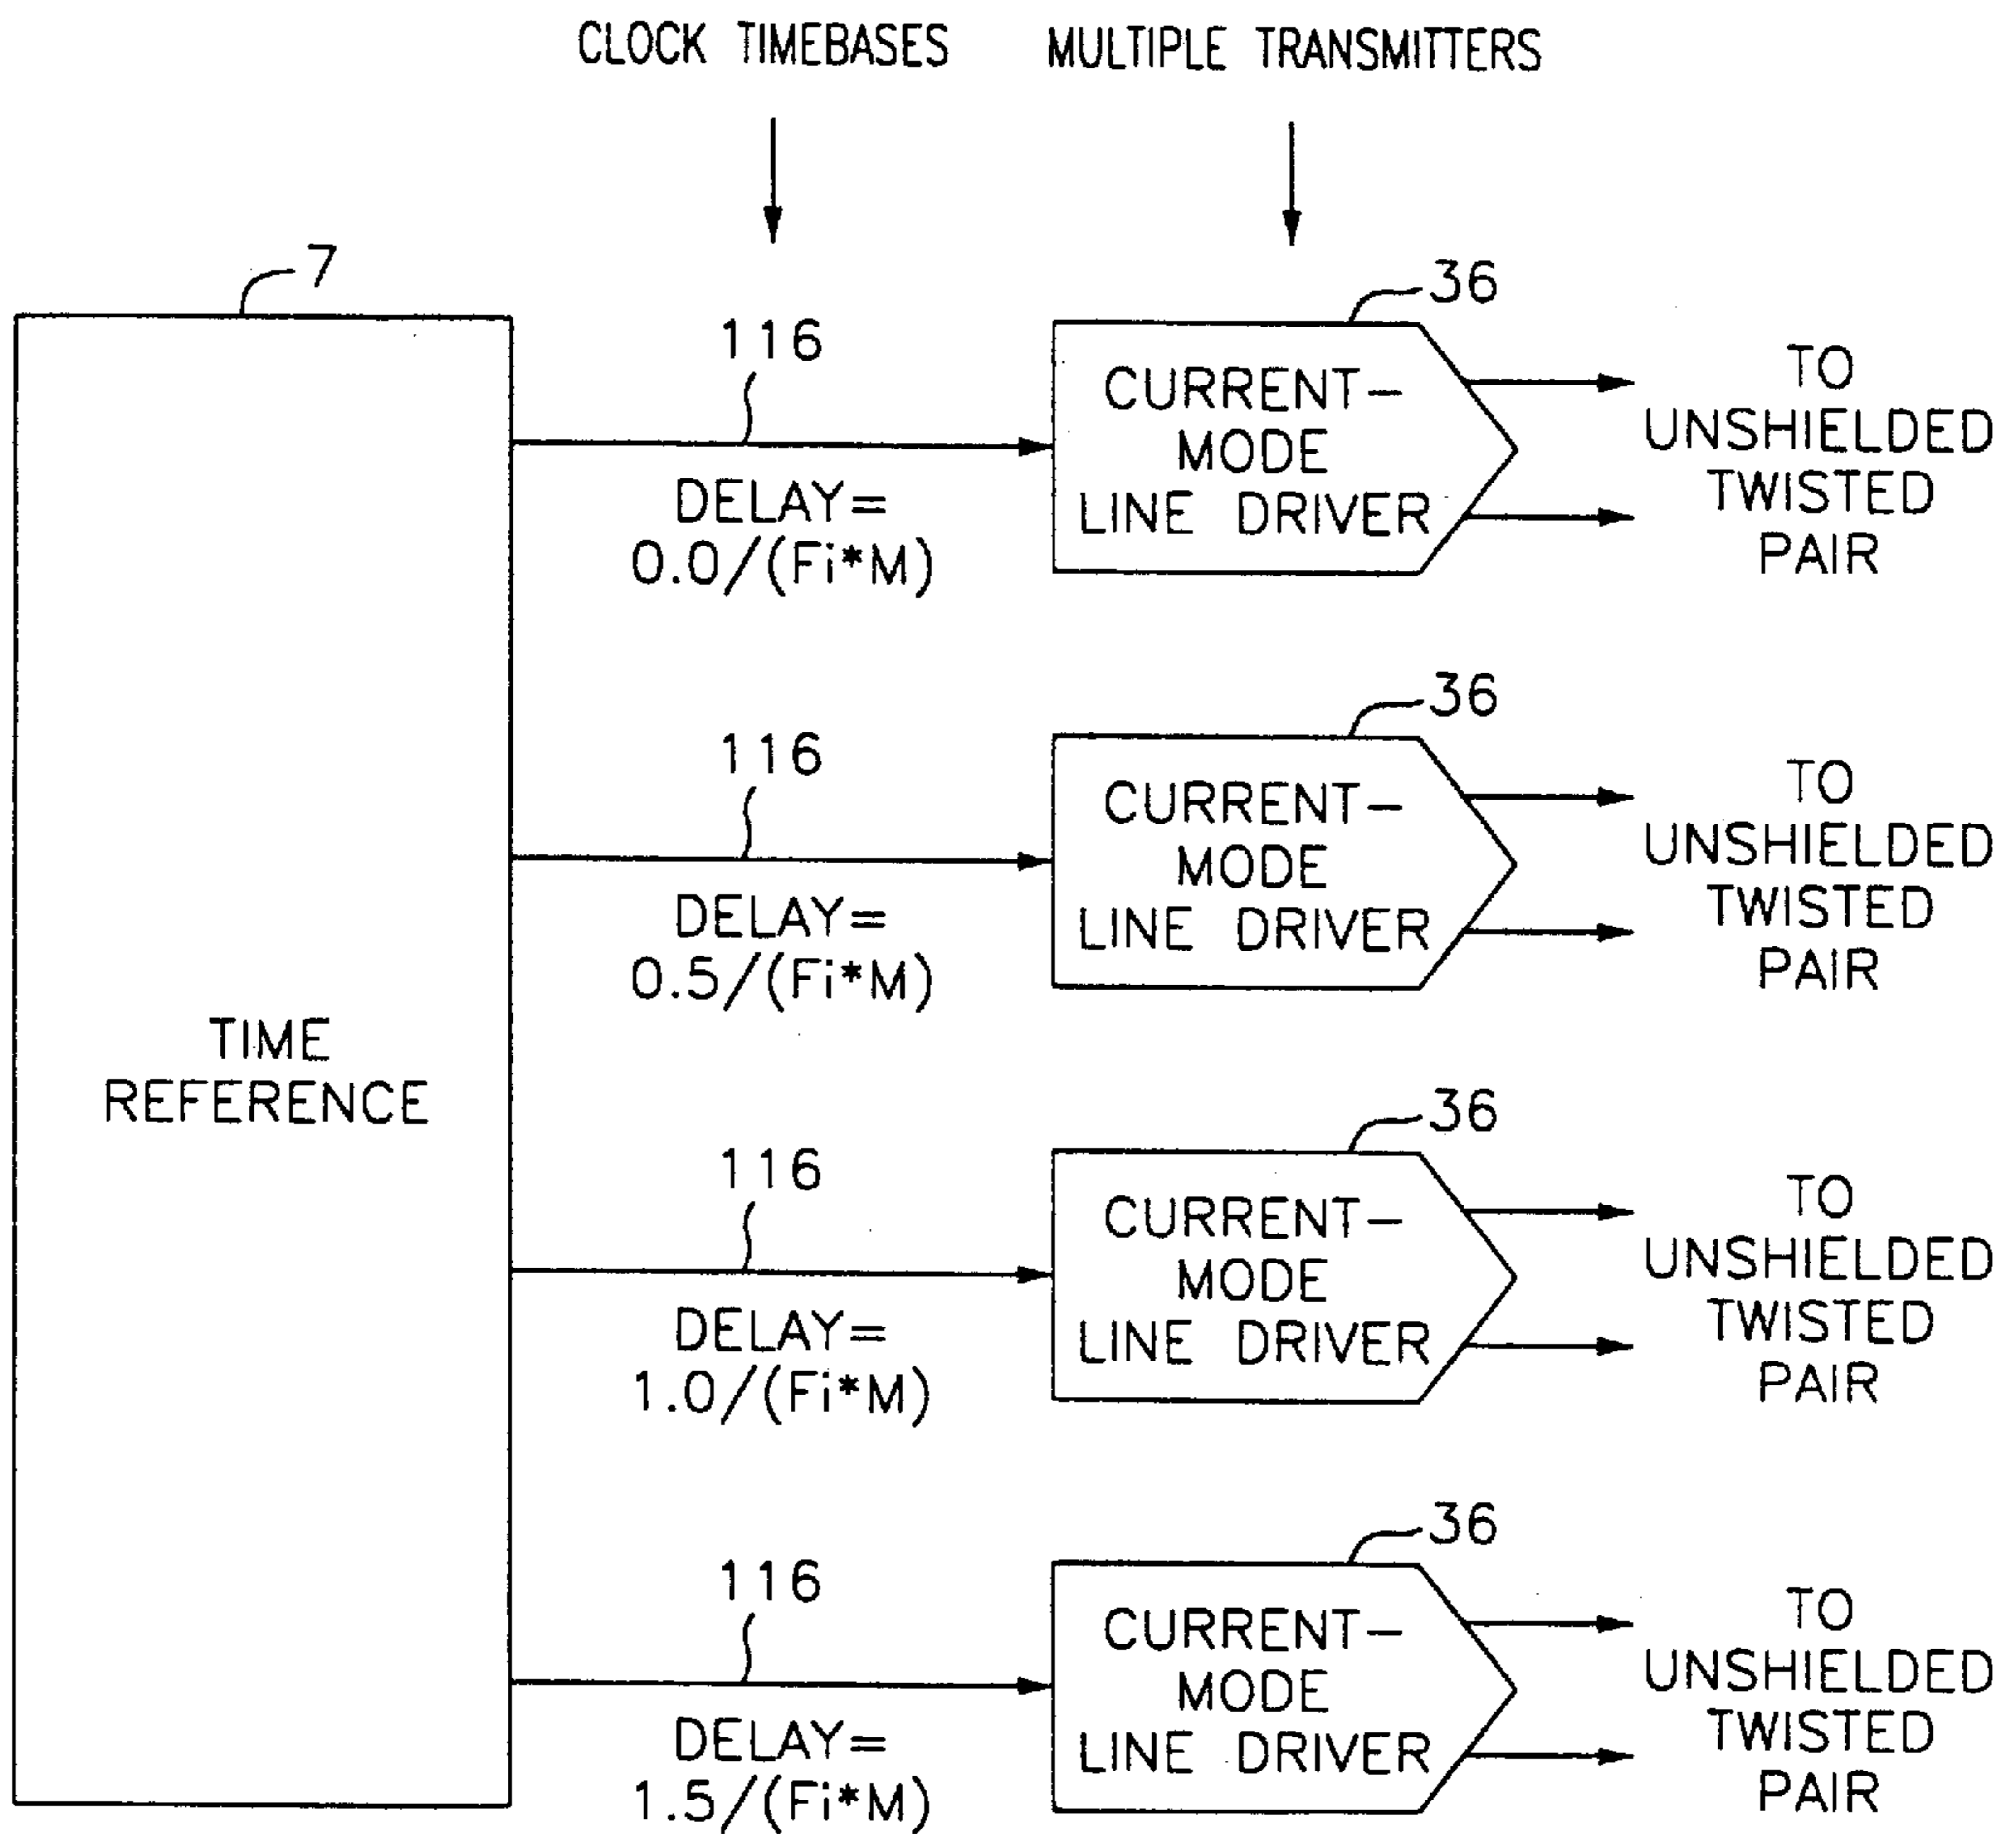 CLOCK TIMEBASES
MULTIPLE TRANSMITTERS
7
TIME
REFERENCE
116
DELAY=
0.0/(Fi*M)
36
CURRENT-
MODE
LINE DRIVER
TO
UNSHIELDED
TWISTED
PAIR
116
DELAY=
0.5/(Fi*M)
36
CURRENT-
MODE
LINE DRIVER
TO
UNSHIELDED
TWISTED
PAIR
116
DELAY=
1.0/(Fi*M)
36
CURRENT-
MODE
LINE DRIVER
TO
UNSHIELDED
TWISTED
PAIR
116
DELAY=
1.5/(Fi*M)
36
CURRENT-
MODE
LINE DRIVER
TO
UNSHIELDED
TWISTED
PAIR